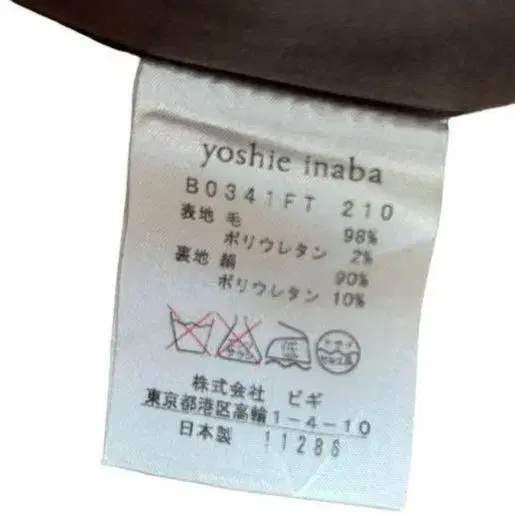 yoshie inaba
B0341FT 210
表地 毛 98%
ポリウレタン 2%
裏地 絹 90%
ポリウレタン 10%
低
株式会社 ビギ
東京都港区高輪1-4-10
日本製 11286